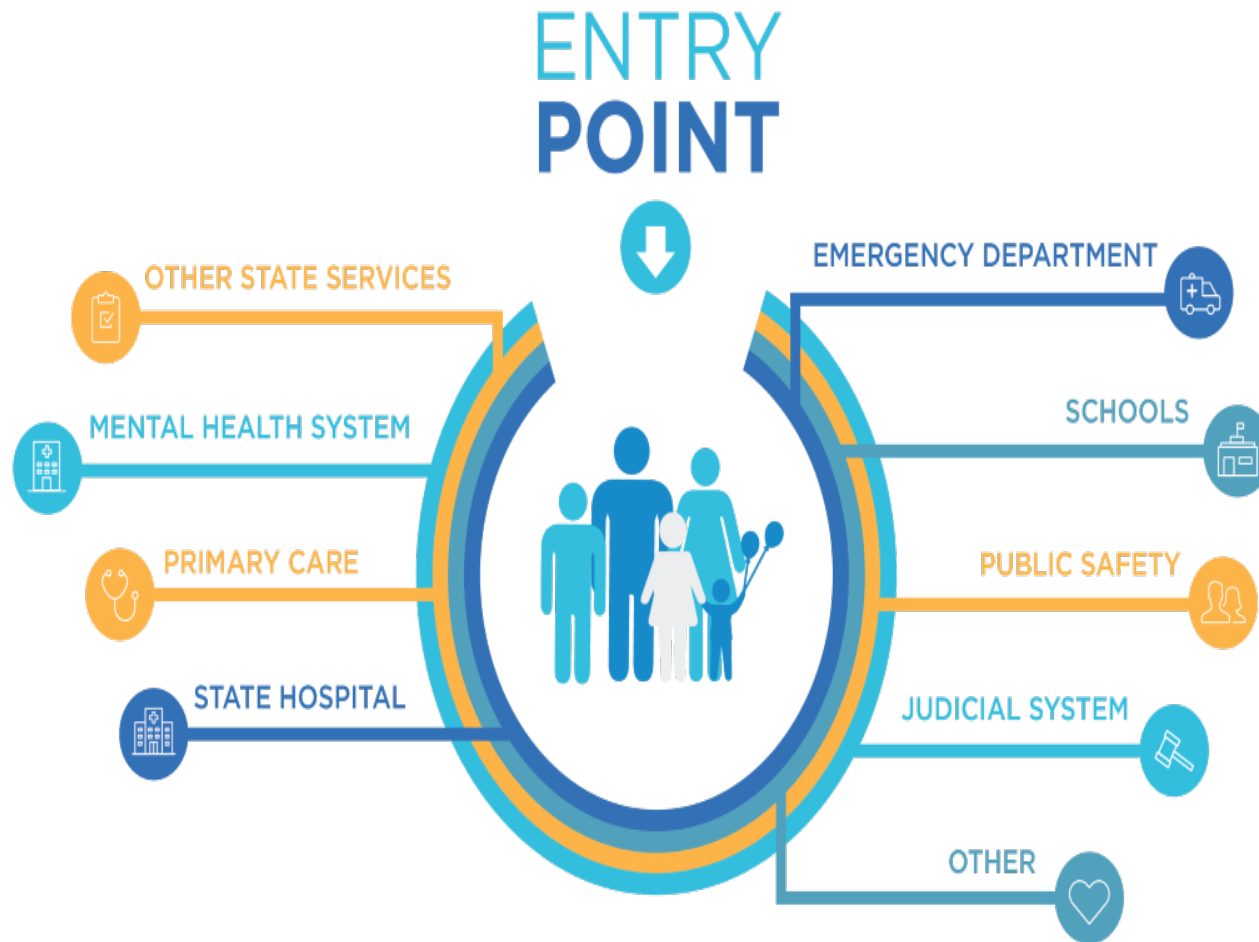 ENTRY
POINT
OTHER STATE SERVICES
MENTAL HEALTH SYSTEM
PRIMARY CARE
STATE HOSPITAL
EMERGENCY DEPARTMENT
SCHOOLS
PUBLIC SAFETY
JUDICIAL SYSTEM
OTHER